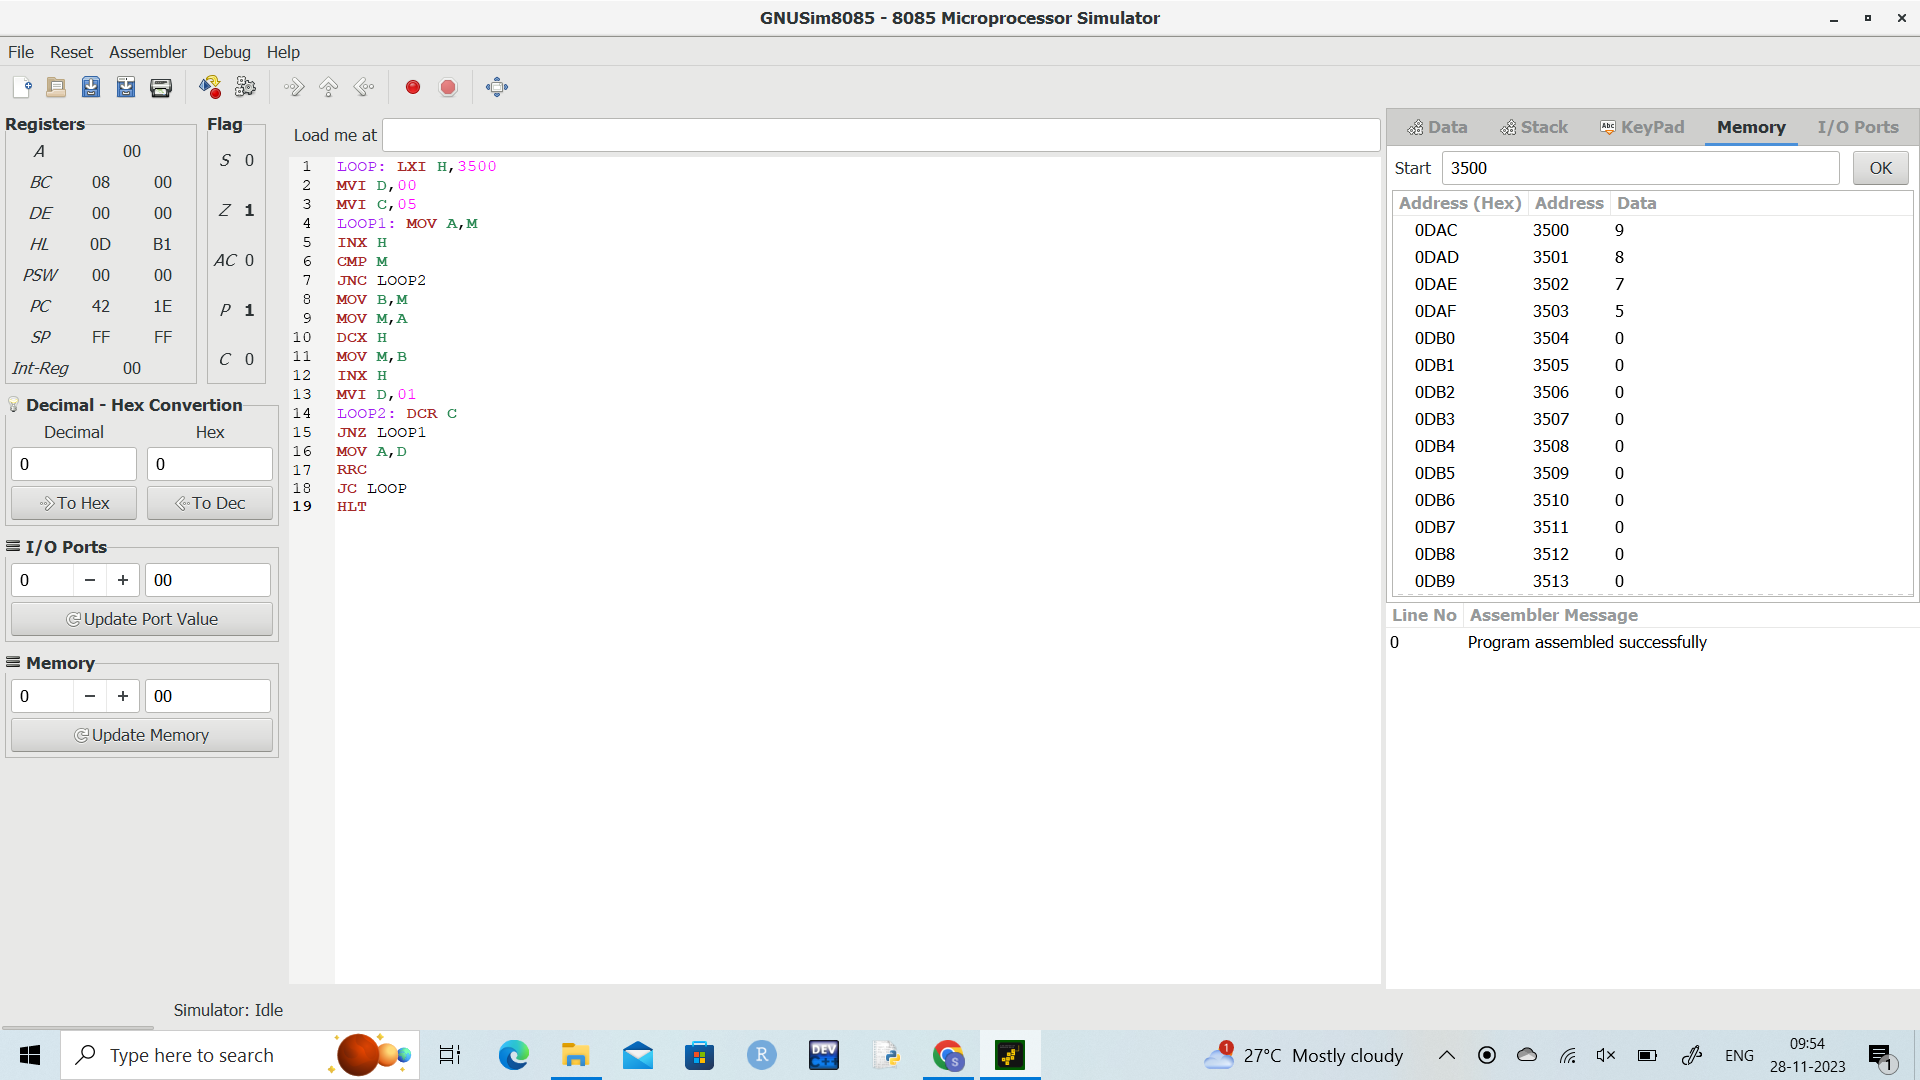 GNUSim8085 - 8085 Microprocessor Simulator
File Reset Assembler Debug Help
Registers
A 00
BC 08 00
DE 00 00
HL 0D B1
PSW 00 00
PC 42 1E
SP FF FF
Int-Reg 00
Flag
S 0
Z 1
AC 0
P 1
C 0
Decimal - Hex Convertion
Decimal Hex
0 0
To Hex To Dec
I/O Ports
0 − + 00
Update Port Value
Memory
0 − + 00
Update Memory
Load me at
1 LOOP: LXI H,3500
2 MVI D,00
3 MVI C,05
4 LOOP1: MOV A,M
5 INX H
6 CMP M
7 JNC LOOP2
8 MOV B,M
9 MOV M,A
10 DCX H
11 MOV M,B
12 INX H
13 MVI D,01
14 LOOP2: DCR C
15 JNZ LOOP1
16 MOV A,D
17 RRC
18 JC LOOP
19 HLT
Data Stack Abc KeyPad Memory I/O Ports
Start 3500 OK
Address (Hex) Address Data
0DAC 3500 9
0DAD 3501 8
0DAE 3502 7
0DAF 3503 5
0DB0 3504 0
0DB1 3505 0
0DB2 3506 0
0DB3 3507 0
0DB4 3508 0
0DB5 3509 0
0DB6 3510 0
0DB7 3511 0
0DB8 3512 0
0DB9 3513 0
Line No Assembler Message
0 Program assembled successfully
Simulator: Idle
Type here to search
R
DEV
C++
S
1
27°C Mostly cloudy
ENG
09:54
28-11-2023
1